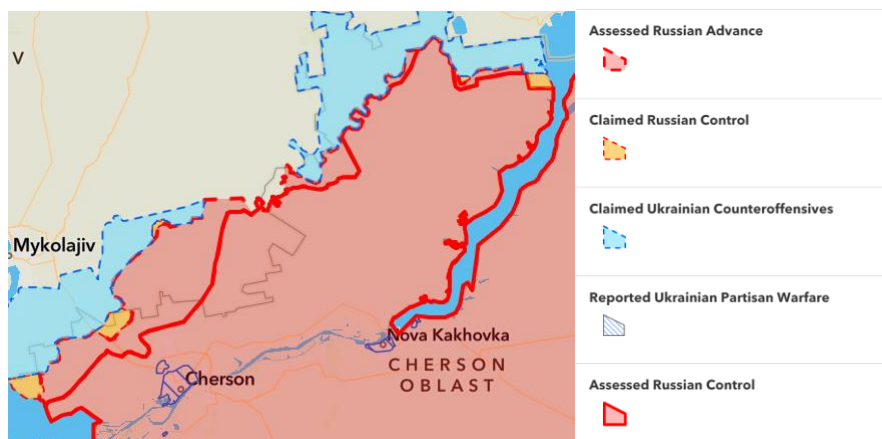 V
Mykolajiv
Cherson
Nova Kakhovka
CHERSON
OBLAST
Assessed Russian Advance
Claimed Russian Control
Claimed Ukrainian Counteroffensives
Reported Ukrainian Partisan Warfare
Assessed Russian Control